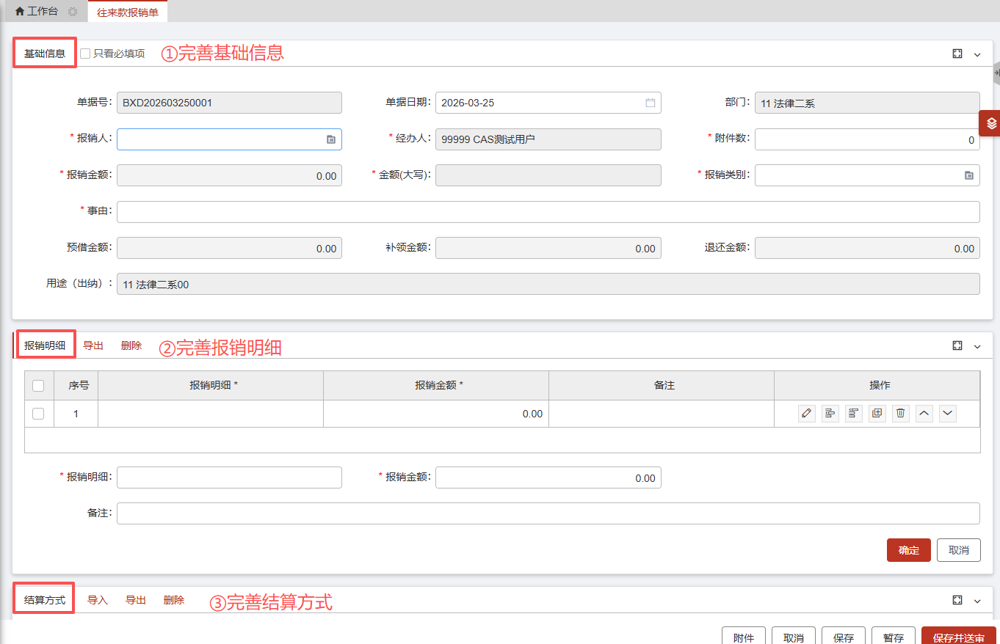 工作台 往来款报销单
基础信息 只看必填项 ①完善基础信息
单据号: BXD202603250001 单据日期: 2026-03-25 部门: 11 法律二系
* 报销人: * 经办人: 99999 CAS测试用户 * 附件数: 0
* 报销金额: 0.00 * 金额(大写): * 报销类别:
* 事由:
预借金额: 0.00 补领金额: 0.00 退还金额: 0.00
用途（出纳）: 11 法律二系00
报销明细 导出 删除 ②完善报销明细
序号 报销明细 * 报销金额 * 备注 操作
1 0.00
* 报销明细: * 报销金额: 0.00
备注:
确定 取消
结算方式 导入 导出 删除 ③完善结算方式
附件 取消 保存 暂存 保存并送审